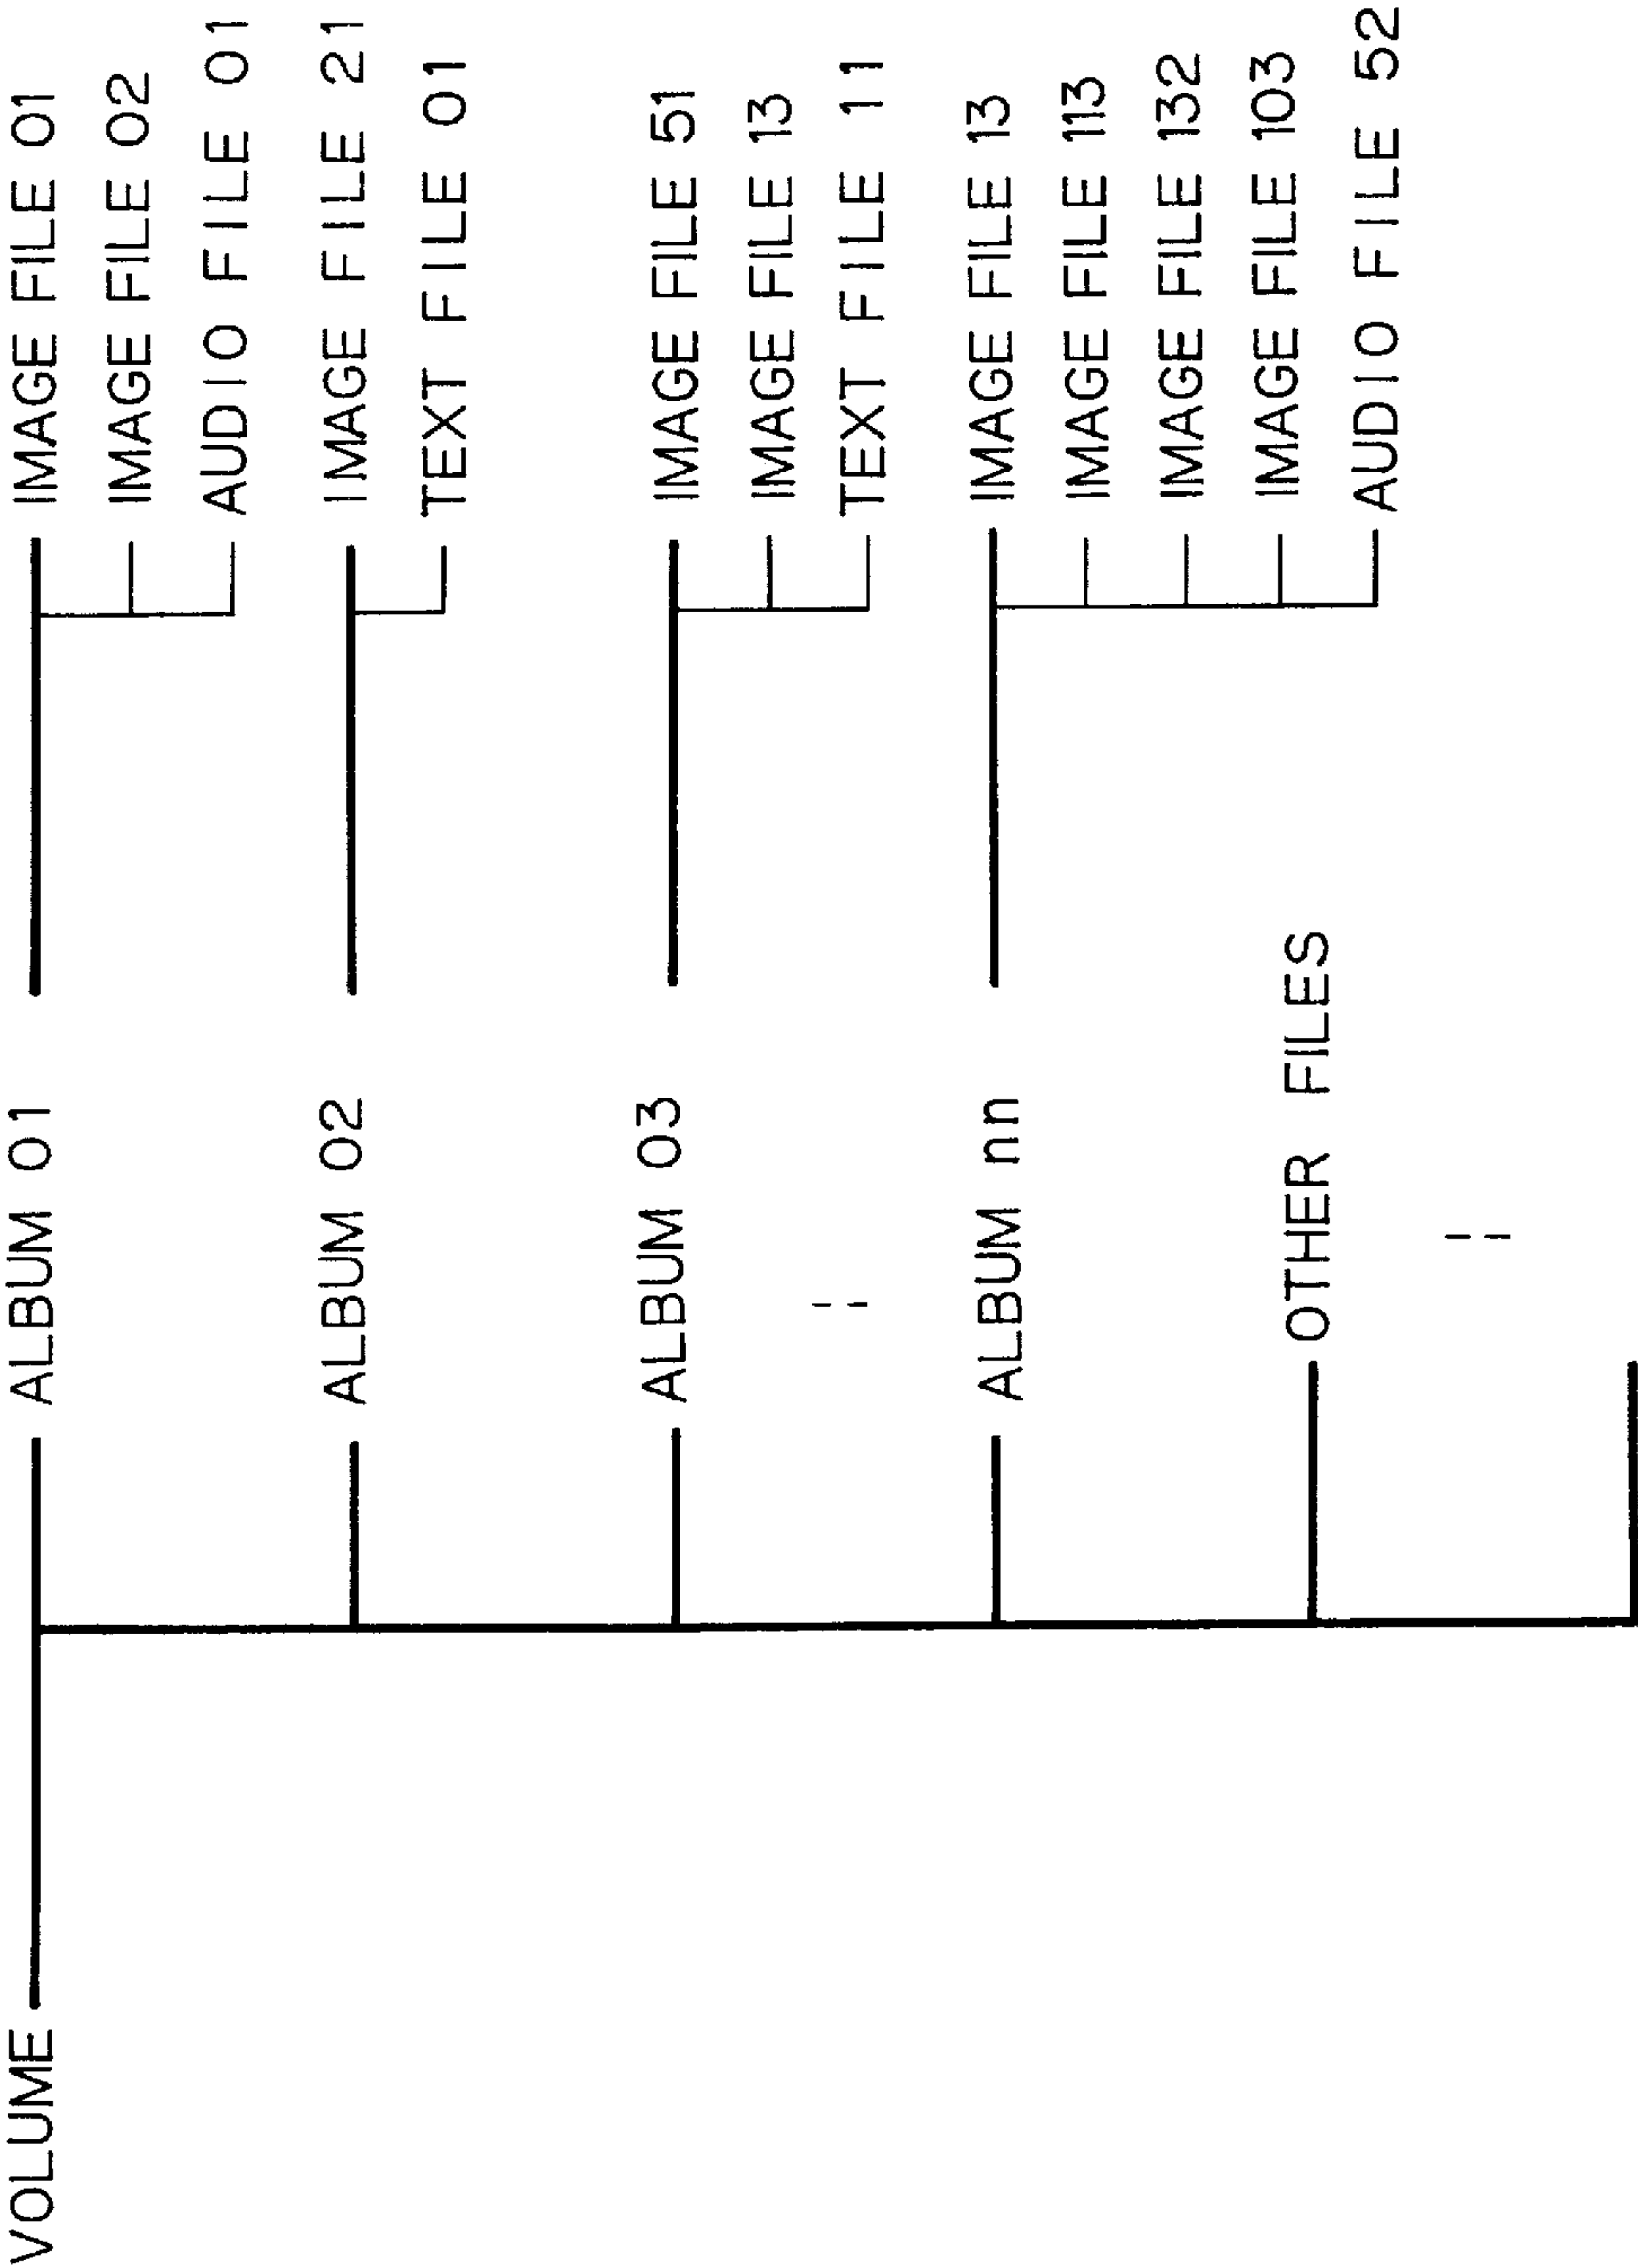 VOLUME
ALBUM 01
IMAGE FILE 01
IMAGE FILE 02
AUDIO FILE 01
ALBUM 02
IMAGE FILE 21
TEXT FILE 01
ALBUM 03
IMAGE FILE 51
IMAGE FILE 13
TEXT FILE 11
ALBUM nn
IMAGE FILE 13
IMAGE FILE 113
IMAGE FILE 132
IMAGE FILE 103
AUDIO FILE 52
OTHER FILES